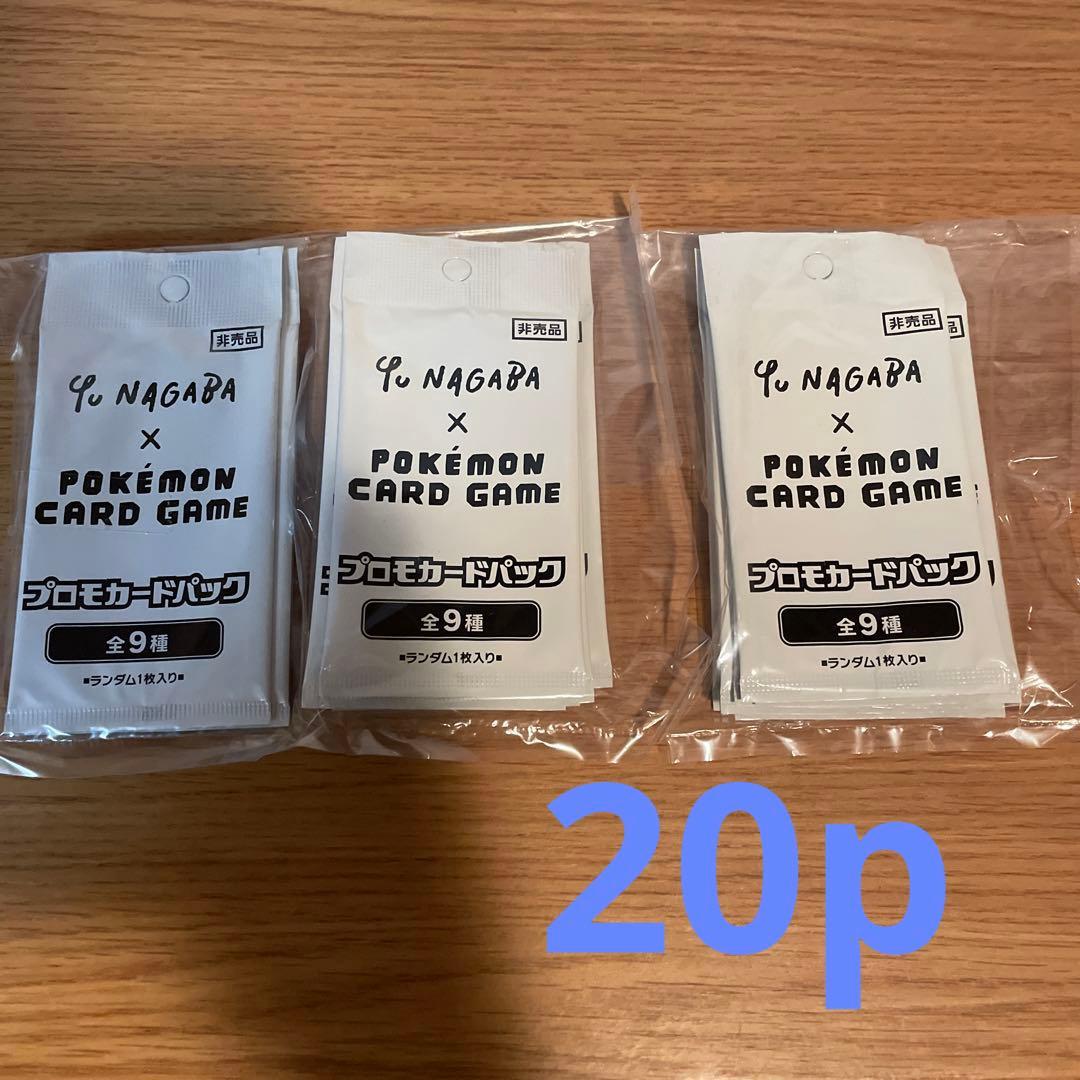 非売品
Yu NAGABA
×
POKÉMON
CARD GAME
プロモカードパック
全9種
■ランダム1枚入り■
非売品
Yu NAGABA
×
POKÉMON
CARD GAME
プロモカードパック
全9種
■ランダム1枚入り■
非売品
Yu NAGABA
×
POKÉMON
CARD GAME
プロモカードパック
全9種
■ランダム1枚入り■
20p